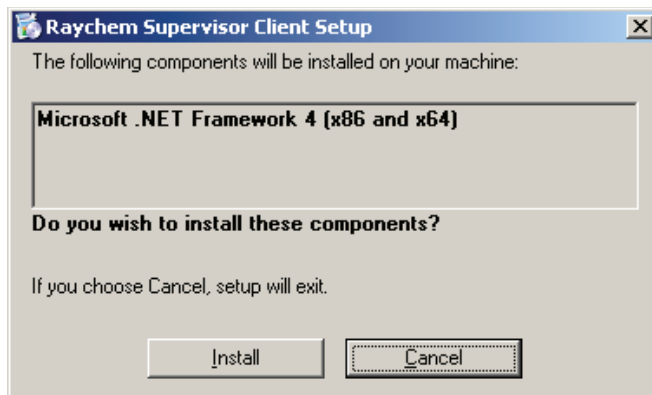 Raychem Supervisor Client Setup
The following components will be installed on your machine:
Microsoft .NET Framework 4 (x86 and x64)
Do you wish to install these components?
If you choose Cancel, setup will exit.
Install Cancel